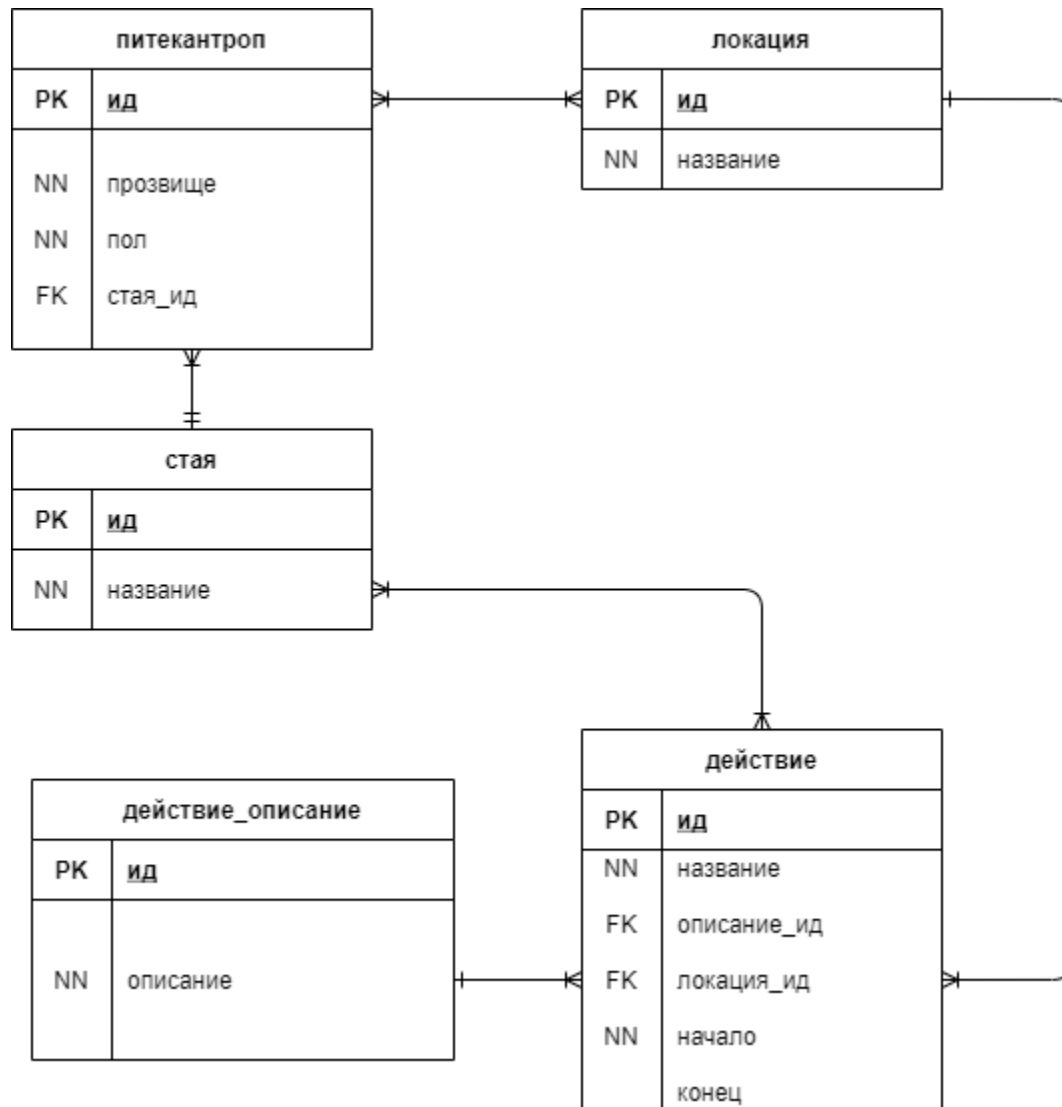 питекантроп
PK ид
NN прозвище
NN пол
FK стая_ид
локация
PK ид
NN название
стая
PK ид
NN название
действие_описание
PK ид
NN описание
действие
PK ид
NN название
FK описание_ид
FK локация_ид
NN начало
конец